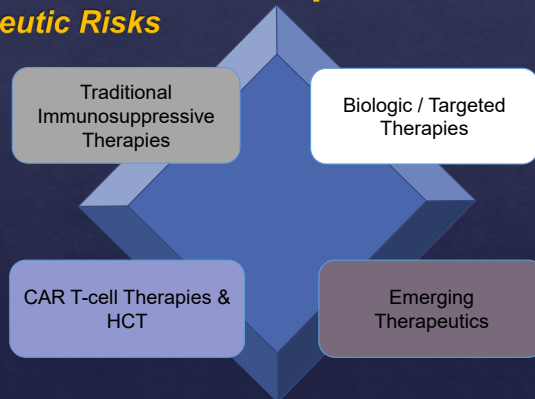 eutic Risks
Traditional
Immunosuppressive
Therapies
Biologic / Targeted
Therapies
CAR T-cell Therapies &
HCT
Emerging
Therapeutics